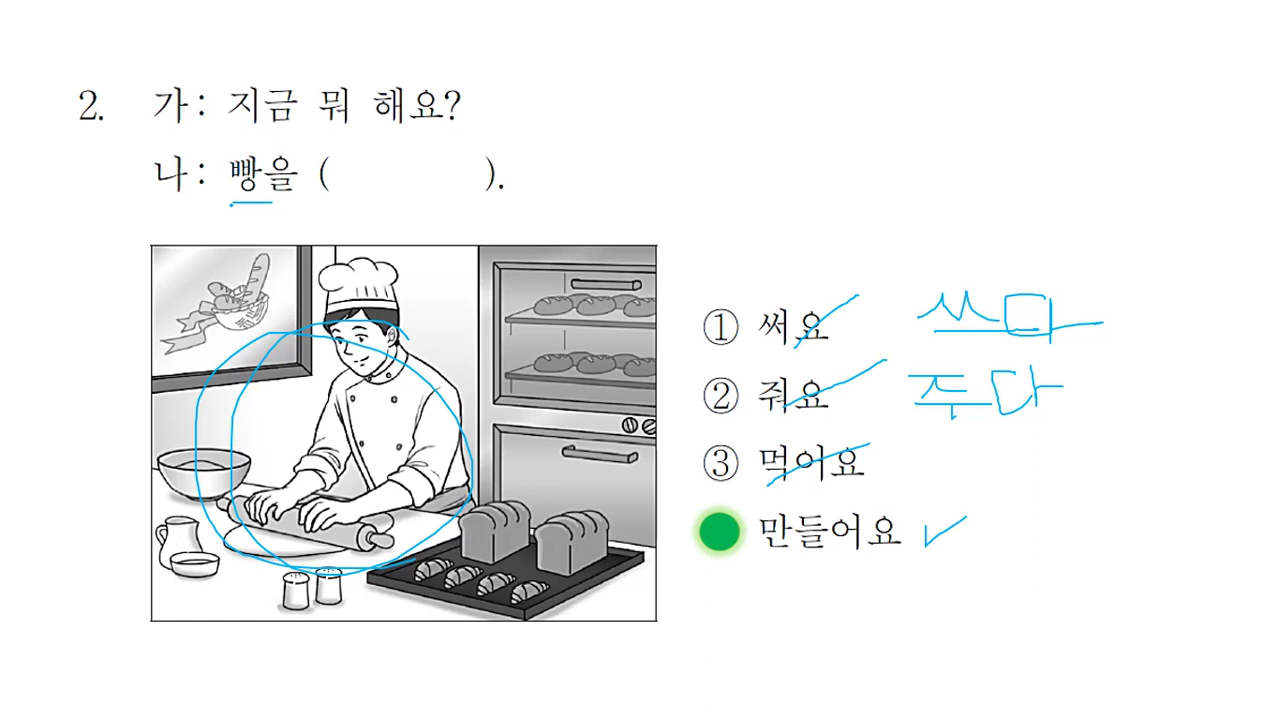 2. 가: 지금 뭐 해요?
나: 빵을 ( ).
① 써요 쓰다
② 줘요 주다
③ 먹어요
만들어요